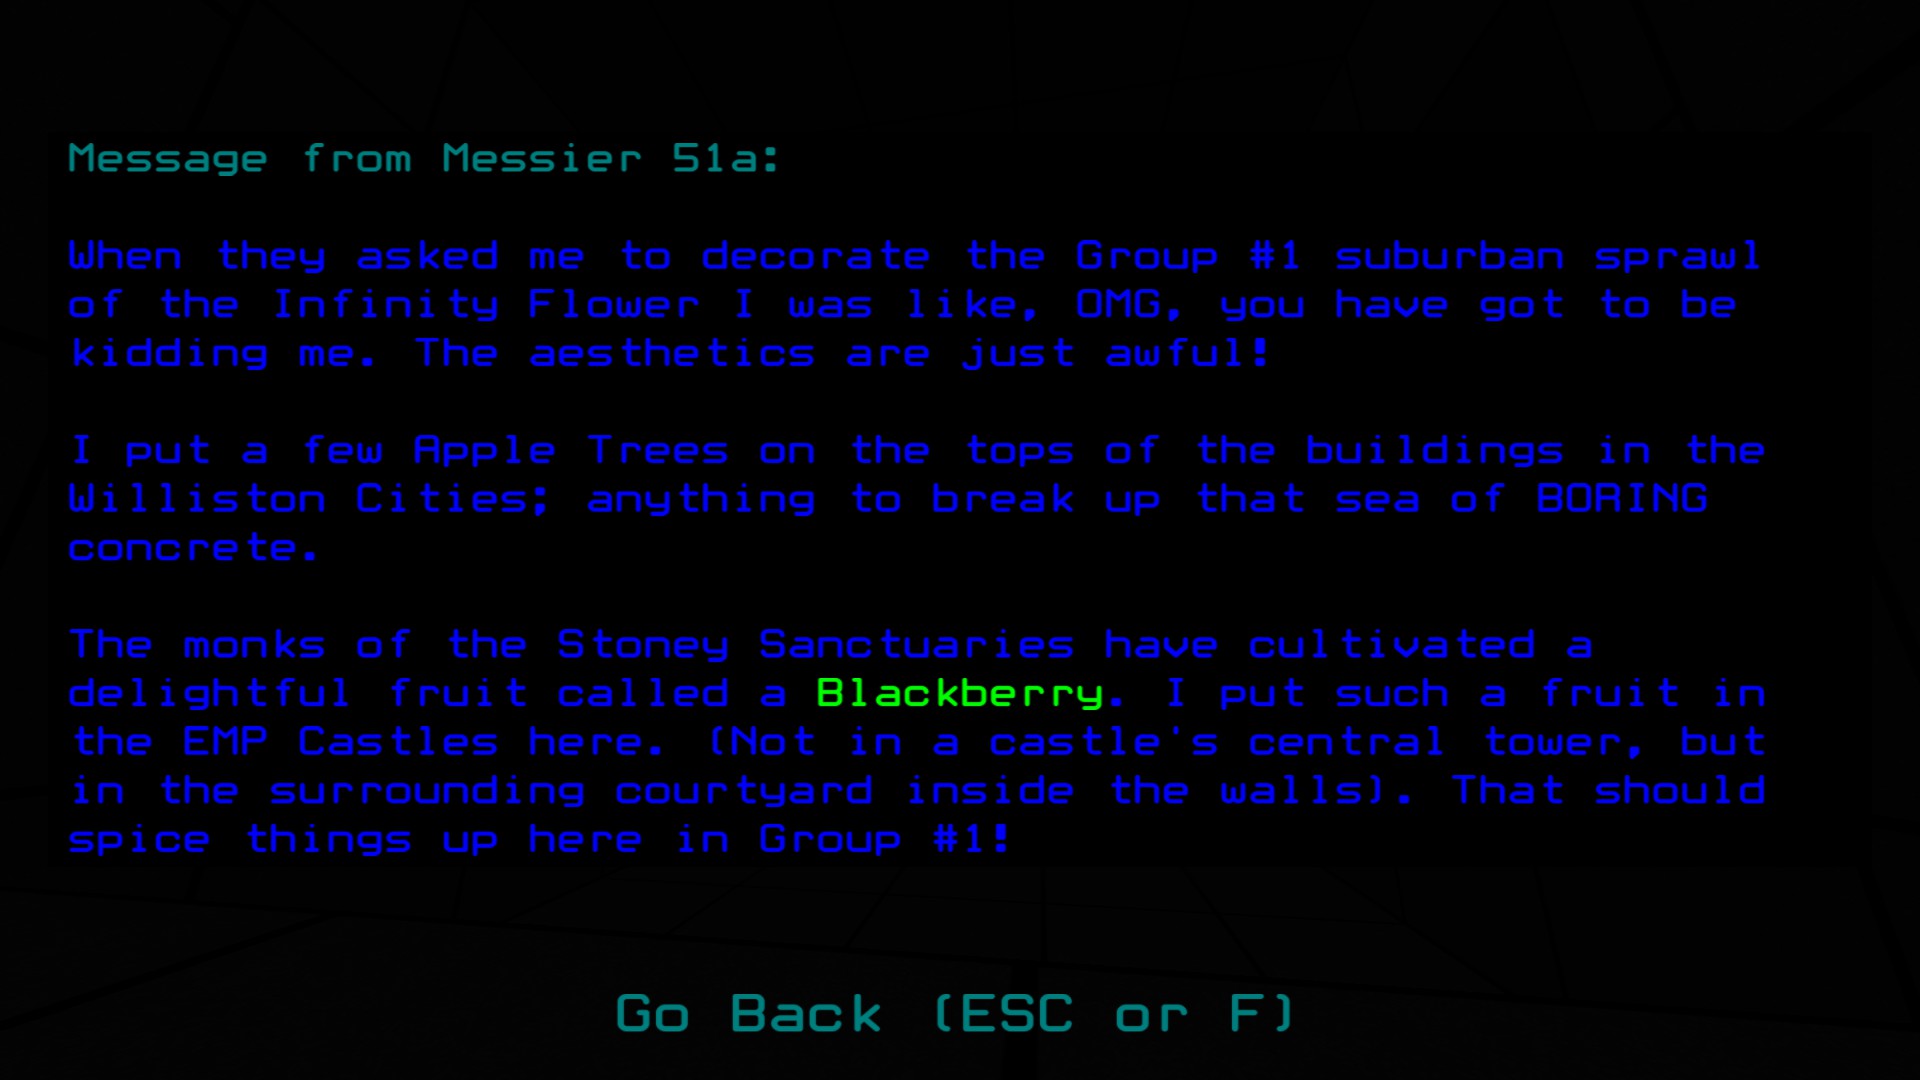 Message from Messier 51a:
When they asked me to decorate the Group #1 suburban sprawl
of the Infinity Flower I was like, OMG, you have got to be
kidding me. The aesthetics are just awful!
I put a few Apple Trees on the tops of the buildings in the
Williston Cities; anything to break up that sea of BORING
concrete.
The monks of the Stoney Sanctuaries have cultivated a
delightful fruit called a Blackberry. I put such a fruit in
the EMP Castles here. (Not in a castle's central tower, but
in the surrounding courtyard inside the walls). That should
spice things up here in Group #1!
Go Back (ESC or F)